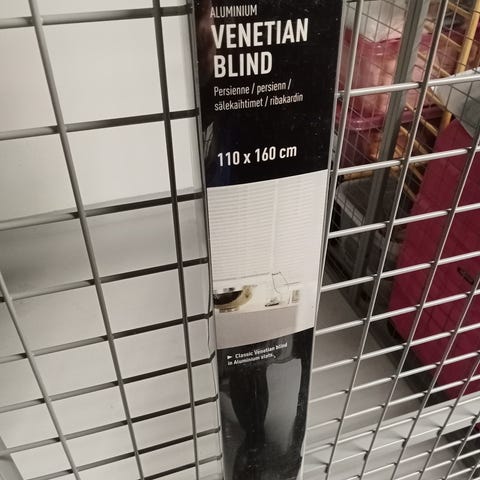 ALUMINIUM
VENETIAN
BLIND
Persienne / persienn /
sälekaihtimet / ribakardin
110 x 160 cm
► Classic Venetian blind
in Aluminium slats.